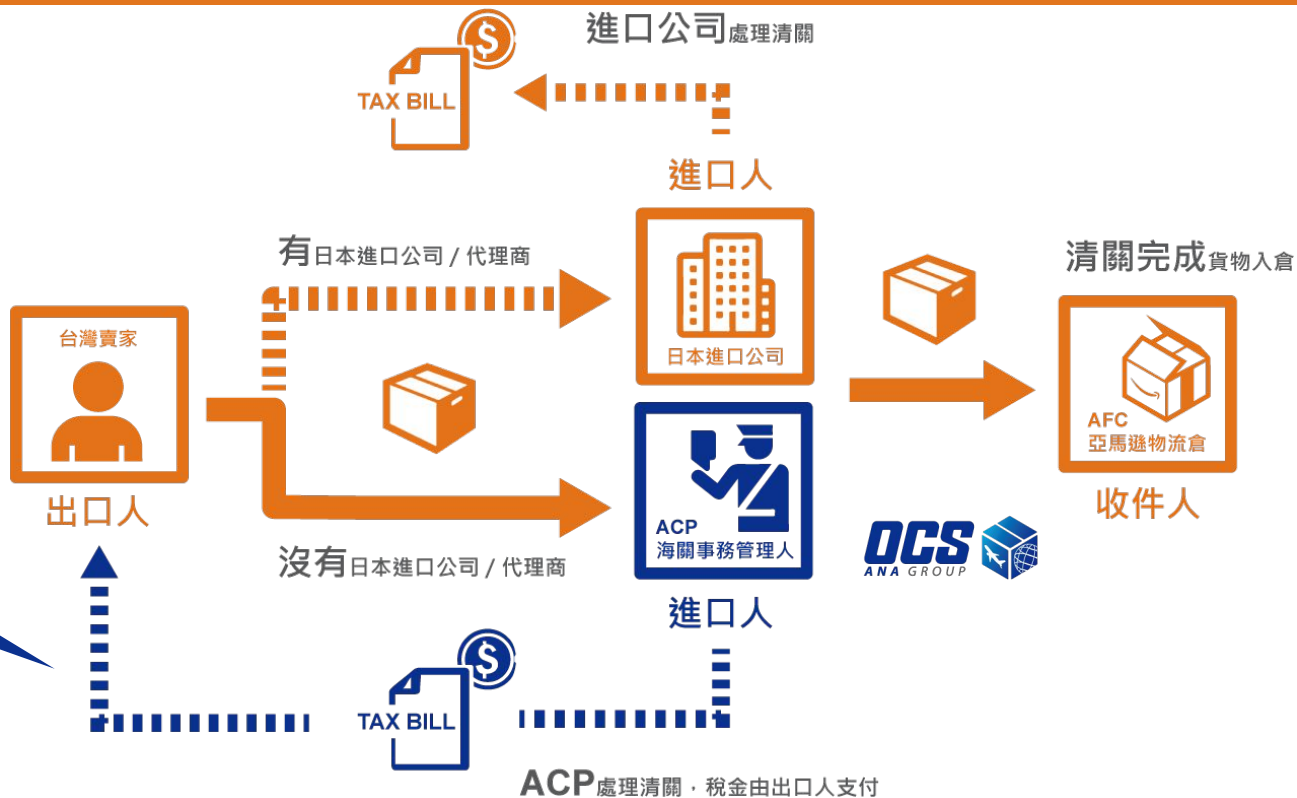 進口公司處理清關
$
TAX BILL
進口人
有日本進口公司 / 代理商
日本進口公司
清關完成貨物入倉
台灣賣家
出口人
AFC
亞馬遜物流倉
收件人
ACP
海關事務管理人
OCS
ANA GROUP
沒有日本進口公司 / 代理商
進口人
$
TAX BILL
ACP處理清關，稅金由出口人支付